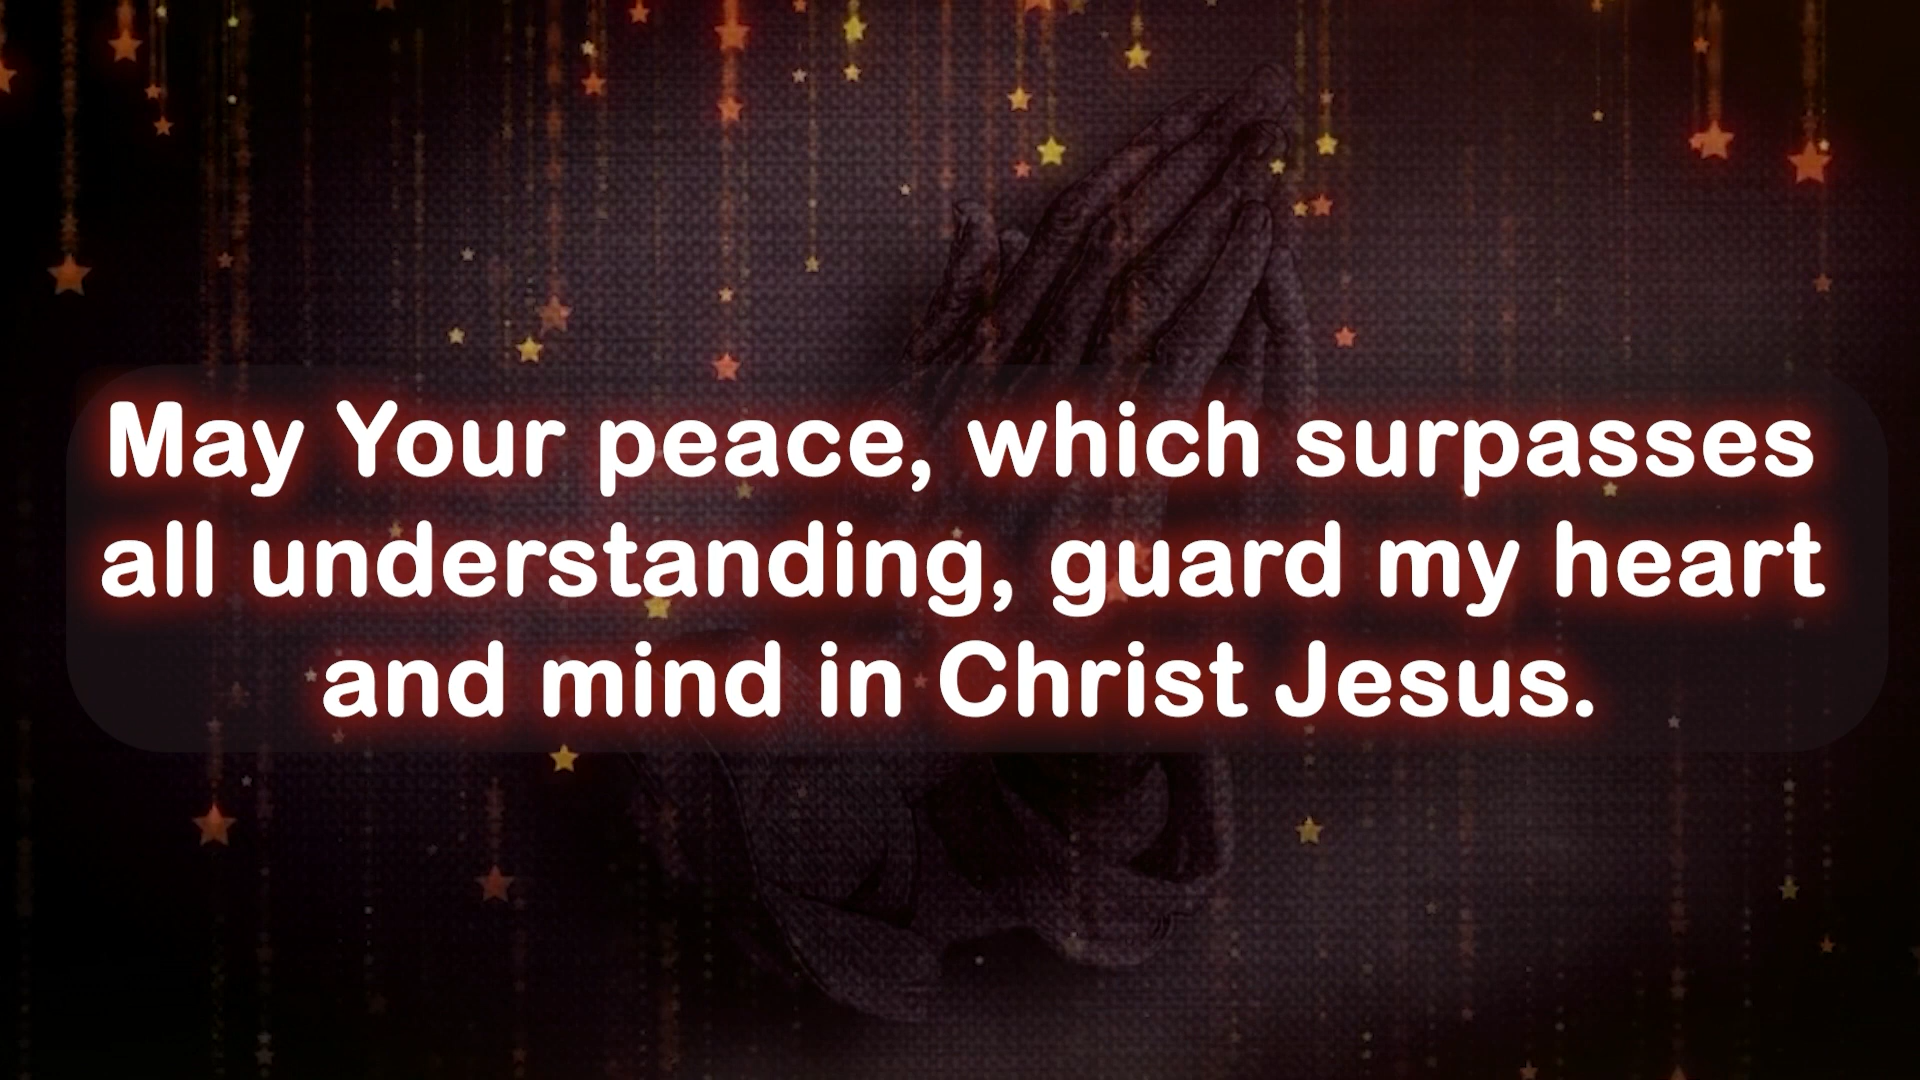 May Your peace, which surpasses
all understanding, guard my heart
and mind in Christ Jesus.